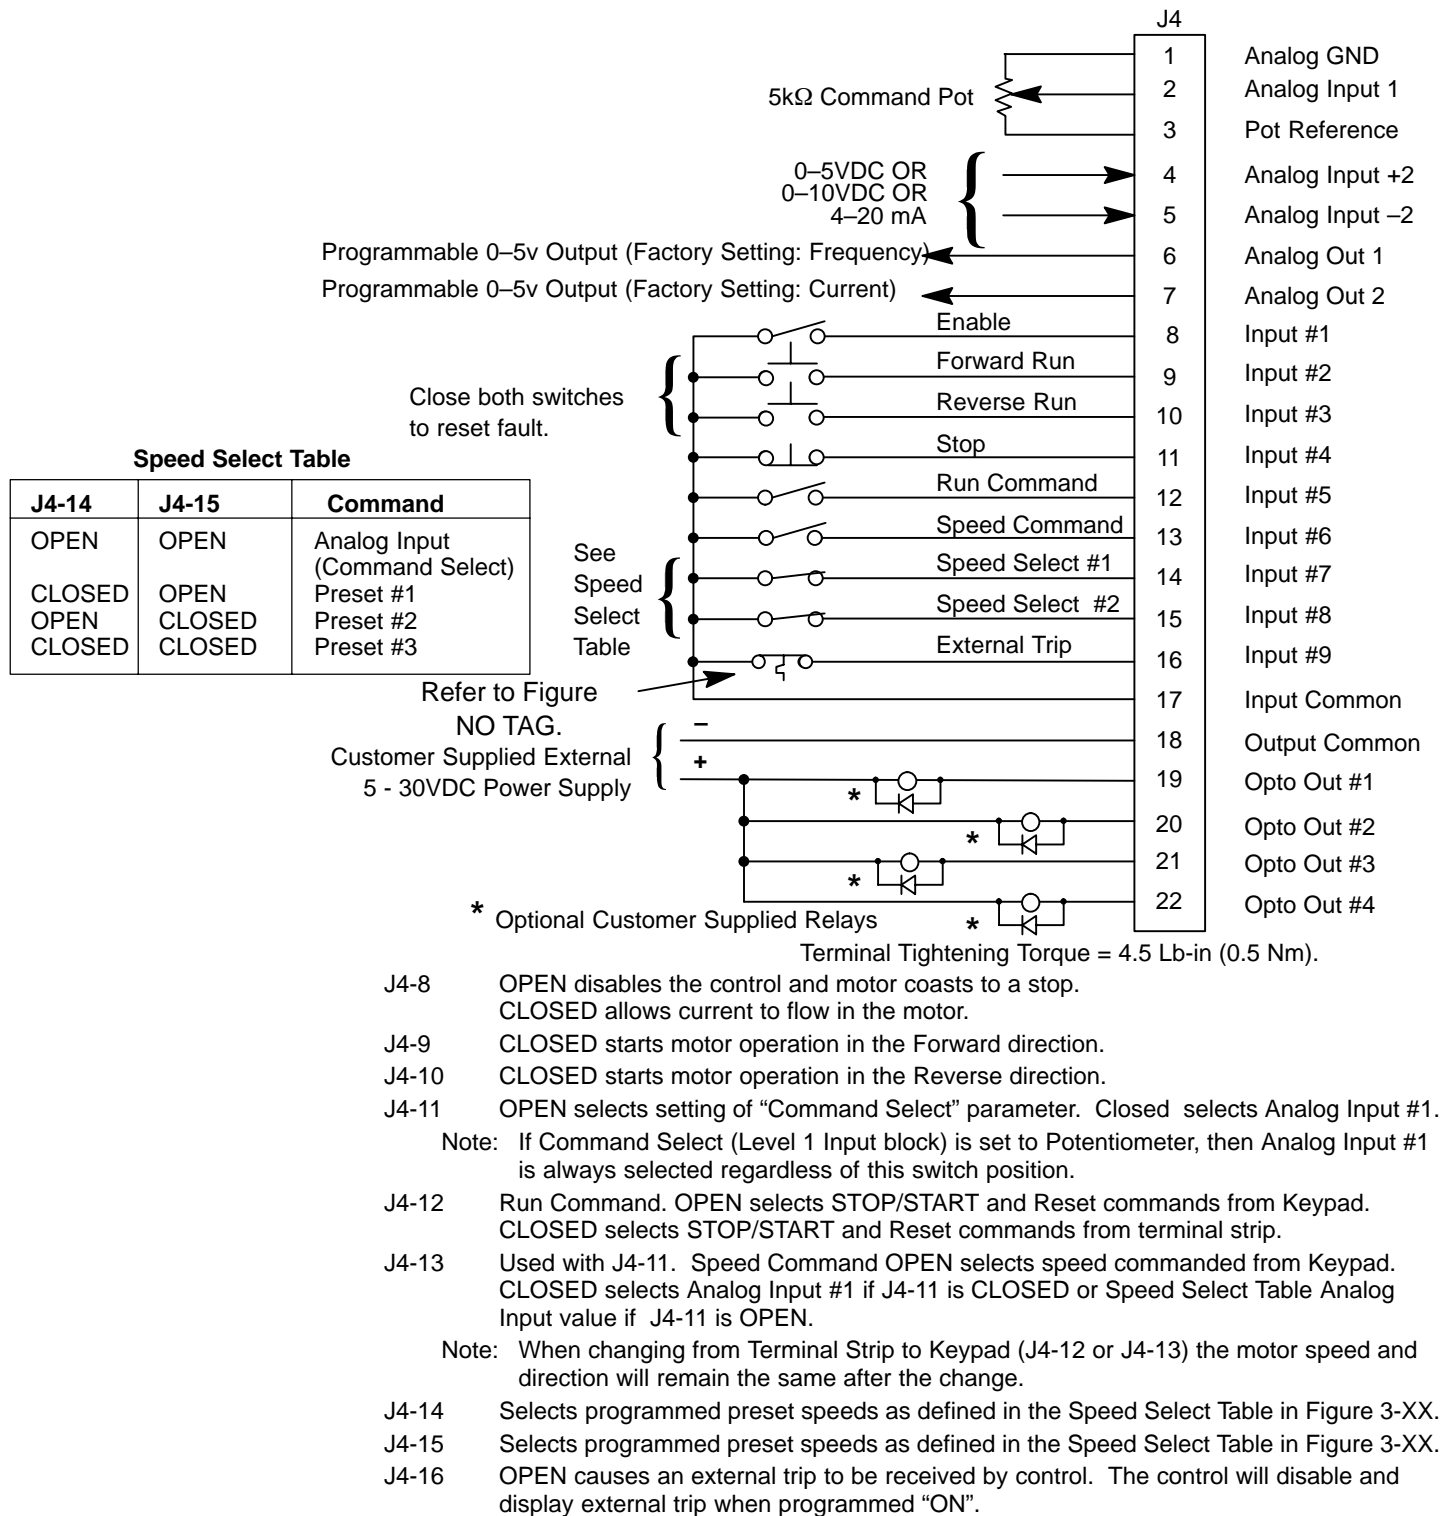 J4
1 Analog GND
5kΩ Command Pot 2 Analog Input 1
3 Pot Reference
0–5VDC OR
0–10VDC OR
4–20 mA
4 Analog Input +2
5 Analog Input –2
Programmable 0–5v Output (Factory Setting: Frequency) 6 Analog Out 1
Programmable 0–5v Output (Factory Setting: Current) 7 Analog Out 2
Enable 8 Input #1
Forward Run 9 Input #2
Close both switches
to reset fault.
Reverse Run 10 Input #3
Stop 11 Input #4
Run Command 12 Input #5
Speed Command 13 Input #6
Speed Select #1 14 Input #7
Speed Select #2 15 Input #8
External Trip 16 Input #9
17 Input Common
Speed Select Table
J4-14 J4-15 Command
OPEN OPEN Analog Input
(Command Select)
CLOSED OPEN Preset #1
OPEN CLOSED Preset #2
CLOSED CLOSED Preset #3
See
Speed
Select
Table
Refer to Figure
NO TAG.
Customer Supplied External
5 - 30VDC Power Supply
– 18 Output Common
+ 19 Opto Out #1
*
20 Opto Out #2
*
21 Opto Out #3
*
22 Opto Out #4
*
* Optional Customer Supplied Relays
Terminal Tightening Torque = 4.5 Lb-in (0.5 Nm).
J4-8 OPEN disables the control and motor coasts to a stop.
CLOSED allows current to flow in the motor.
J4-9 CLOSED starts motor operation in the Forward direction.
J4-10 CLOSED starts motor operation in the Reverse direction.
J4-11 OPEN selects setting of “Command Select” parameter. Closed selects Analog Input #1.
Note: If Command Select (Level 1 Input block) is set to Potentiometer, then Analog Input #1
is always selected regardless of this switch position.
J4-12 Run Command. OPEN selects STOP/START and Reset commands from Keypad.
CLOSED selects STOP/START and Reset commands from terminal strip.
J4-13 Used with J4-11. Speed Command OPEN selects speed commanded from Keypad.
CLOSED selects Analog Input #1 if J4-11 is CLOSED or Speed Select Table Analog
Input value if J4-11 is OPEN.
Note: When changing from Terminal Strip to Keypad (J4-12 or J4-13) the motor speed and
direction will remain the same after the change.
J4-14 Selects programmed preset speeds as defined in the Speed Select Table in Figure 3-XX.
J4-15 Selects programmed preset speeds as defined in the Speed Select Table in Figure 3-XX.
J4-16 OPEN causes an external trip to be received by control. The control will disable and
display external trip when programmed “ON”.